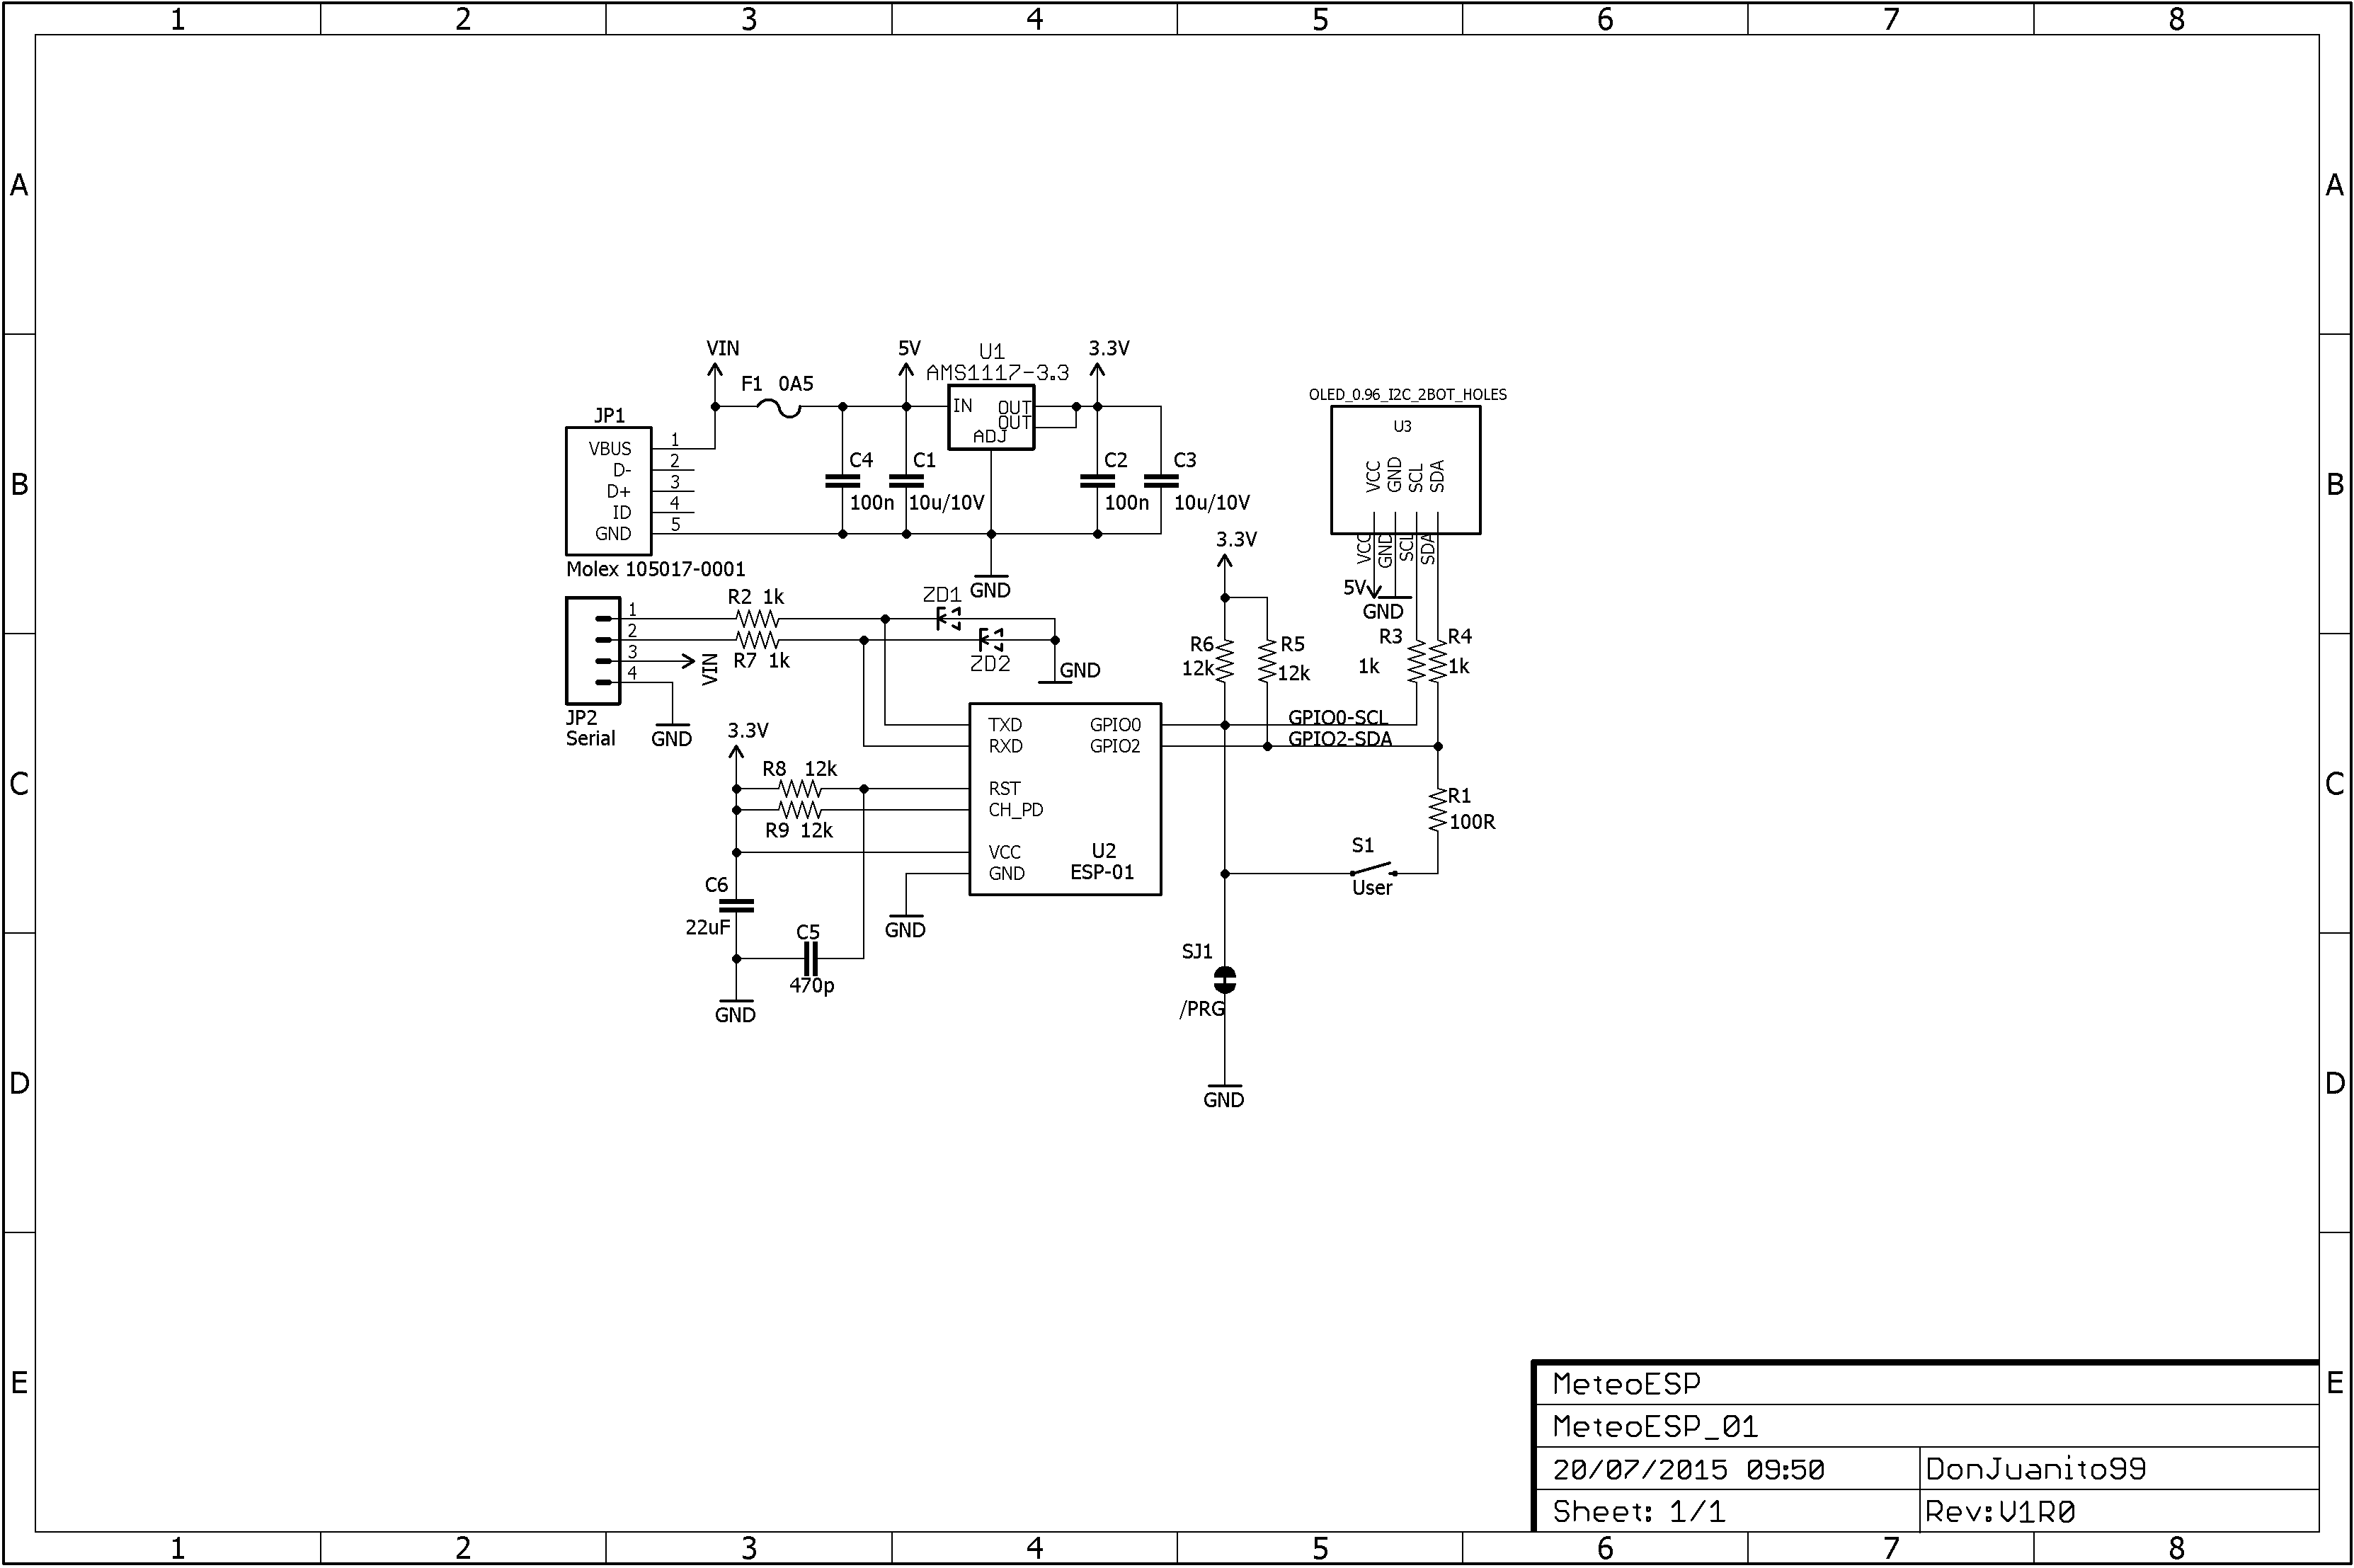 1 2 3 4 5 6 7 8
A A
VIN 5V U1 3.3V
AMS1117-3.3
F1 0A5
IN OUT
OUT
ADJ
OLED_0.96_I2C_2BOT_HOLES
U3
VCC GND SCL SDA
VCC GND SCL SDA
JP1
VBUS 1
D- 2
D+ 3
ID 4
GND 5
Molex 105017-0001
C4 C1 C2 C3
100n 10u/10V 100n 10u/10V
B B
GND
3.3V
5V
GND
R2 1k ZD1
1
2
3
4
R7 1k VIN ZD2
GND
JP2
Serial
GND
R6 R5 R3 R4
12k 12k 1k 1k
3.3V
TXD GPIO0 GPIO0-SCL
RXD GPIO2 GPIO2-SDA
R8 12k RST
CH_PD
R9 12k
C C
R1
100R
VCC U2
GND ESP-01
S1
User
C6
22uF
GND
C5
470p
GND
SJ1
/PRG
GND
D D
E E
MeteoESP
MeteoESP_01
20/07/2015 09:50 DonJuanito99
Sheet: 1/1 Rev:V1R0
1 2 3 4 5 6 7 8